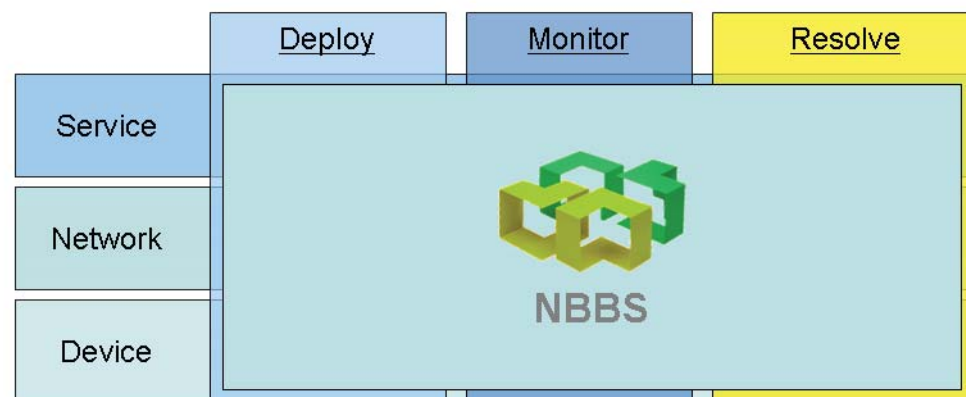 Deploy Monitor Resolve
Service
Network
NBBS
Device